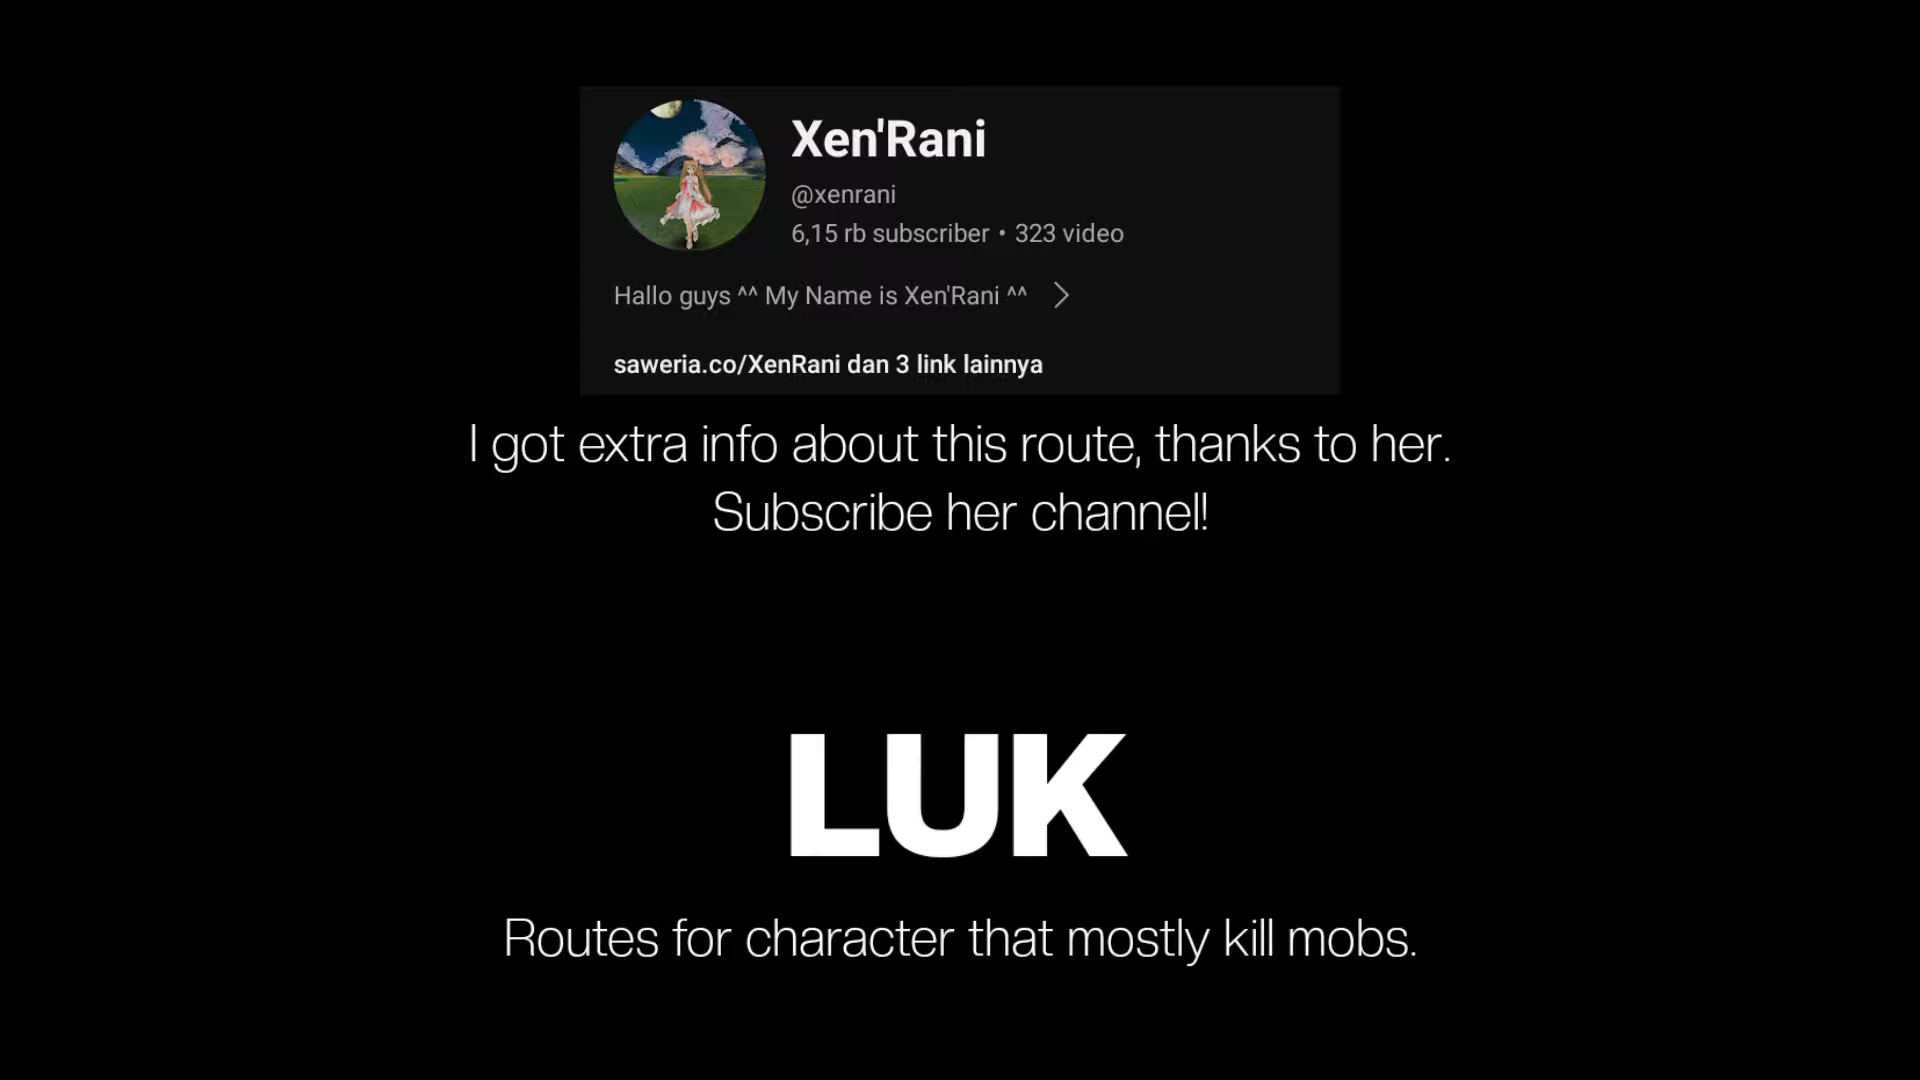 Xen'Rani
@xenrani
6,15 rb subscriber • 323 video
Hallo guys ^^ My Name is Xen'Rani ^^
saweria.co/XenRani dan 3 link lainnya
I got extra info about this route, thanks to her.
Subscribe her channel!
LUK
Routes for character that mostly kill mobs.